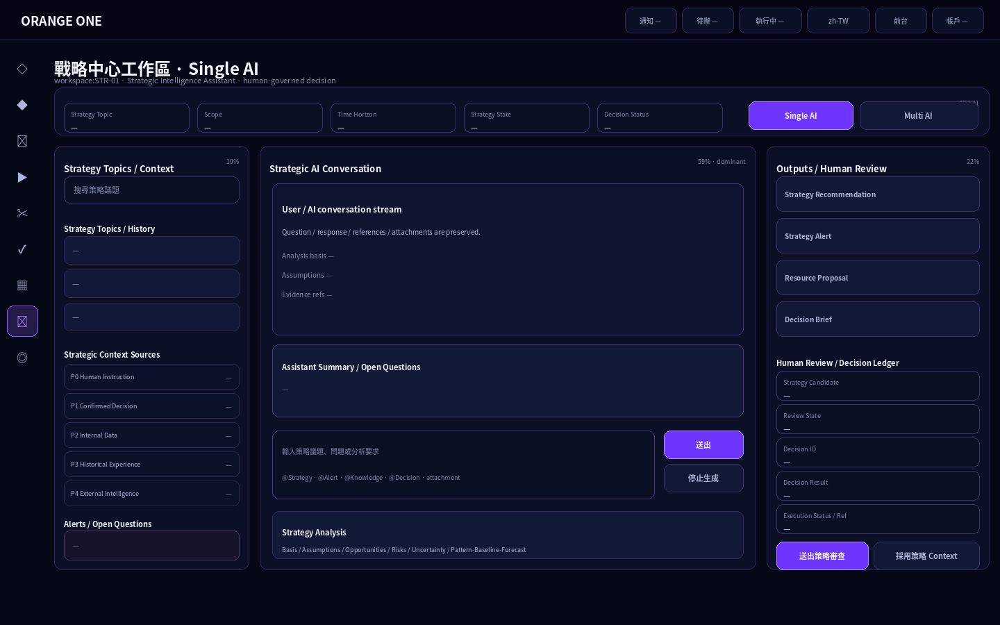 ORANGE ONE
通知 —
待辦 —
執行中 —
zh-TW
前台
帳戶 —
戰略中心工作區 · Single AI
workspace:STR-01 · Strategic Intelligence Assistant · human-governed decision
Strategy Topic
—
Scope
—
Time Horizon
—
Strategy State
—
Decision Status
—
Single AI
Multi AI
Strategy Topics / Context
19%
搜尋策略議題
Strategy Topics / History
—
—
—
Strategic Context Sources
P0 Human Instruction —
P1 Confirmed Decision —
P2 Internal Data —
P3 Historical Experience —
P4 External Intelligence —
Alerts / Open Questions
—
Strategic AI Conversation
59% · dominant
User / AI conversation stream
Question / response / references / attachments are preserved.
Analysis basis —
Assumptions —
Evidence refs —
Assistant Summary / Open Questions
—
輸入策略議題、問題或分析要求
@Strategy · @Alert · @Knowledge · @Decision · attachment
送出
停止生成
Strategy Analysis
Basis / Assumptions / Opportunities / Risks / Uncertainty / Pattern-Baseline-Forecast
Outputs / Human Review
22%
Strategy Recommendation
Strategy Alert
Resource Proposal
Decision Brief
Human Review / Decision Ledger
Strategy Candidate
—
Review State
—
Decision ID
—
Decision Result
—
Execution Status / Ref
—
送出策略審查
採用策略 Context